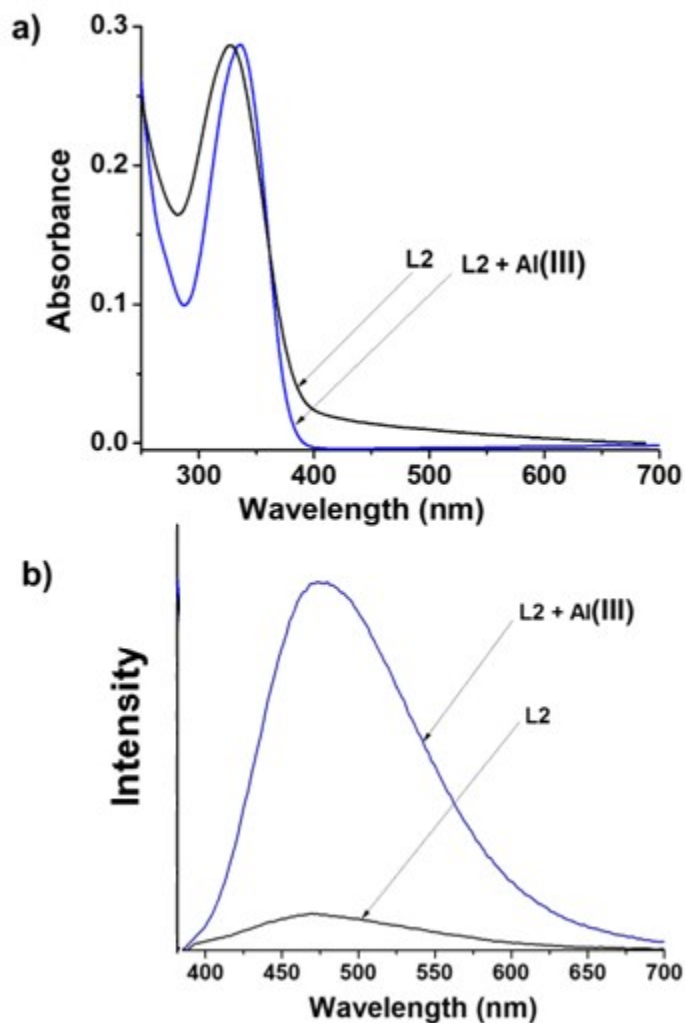 a)
0.3
0.2
0.1
0.0
Absorbance
L2
L2 + Al(III)
300 400 500 600 700
Wavelength (nm)
b)
Intensity
L2 + Al(III)
L2
400 450 500 550 600 650 700
Wavelength (nm)